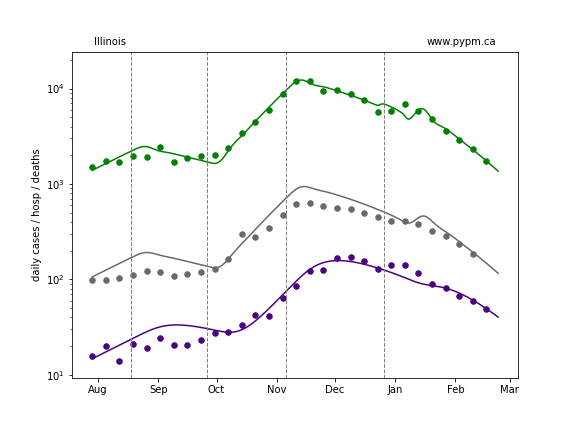 Illinois www.pypm.ca
daily cases / hosp / deaths
10⁴
10³
10²
10¹
Aug Sep Oct Nov Dec Jan Feb Mar